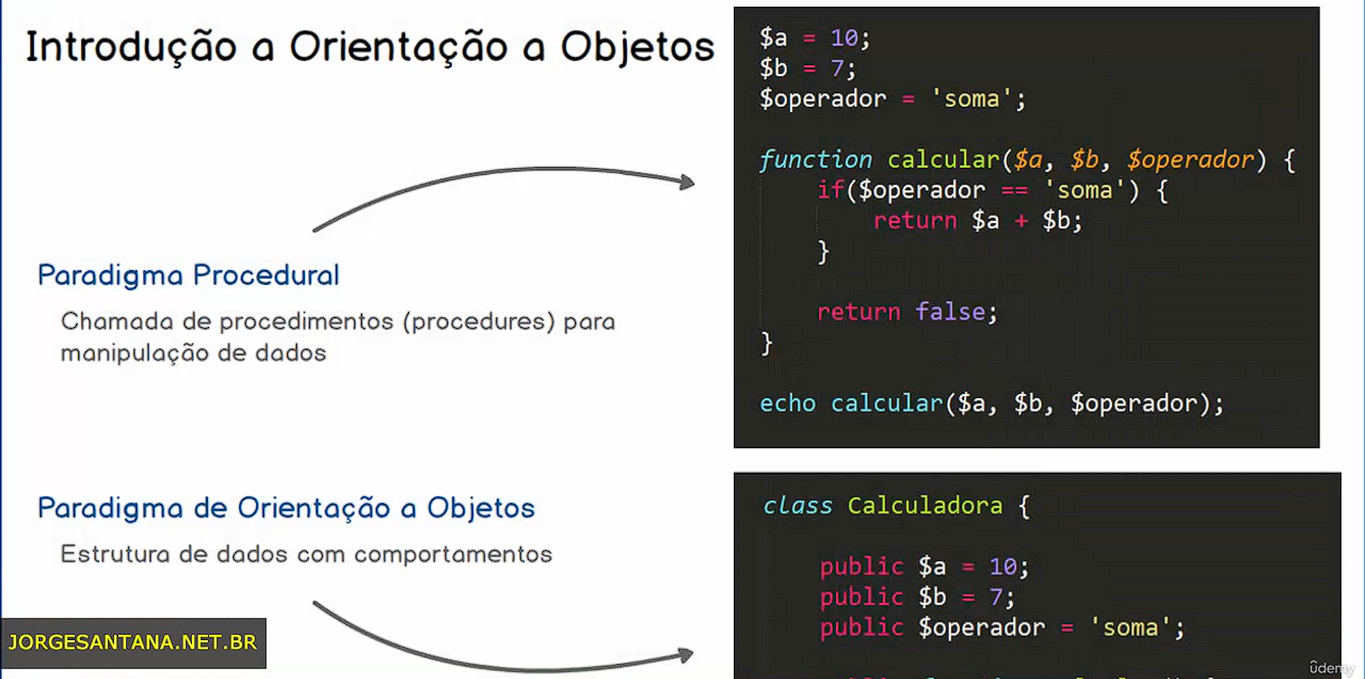 Introdução a Orientação a Objetos
Paradigma Procedural
Chamada de procedimentos (procedures) para
manipulação de dados
$a = 10;
$b = 7;
$operador = 'soma';
function calcular($a, $b, $operador) {
if($operador == 'soma') {
return $a + $b;
}
return false;
}
echo calcular($a, $b, $operador);
Paradigma de Orientação a Objetos
Estrutura de dados com comportamentos
class Calculadora {
public $a = 10;
public $b = 7;
public $operador = 'soma';
JORGESANTANA.NET.BR
ûdemy